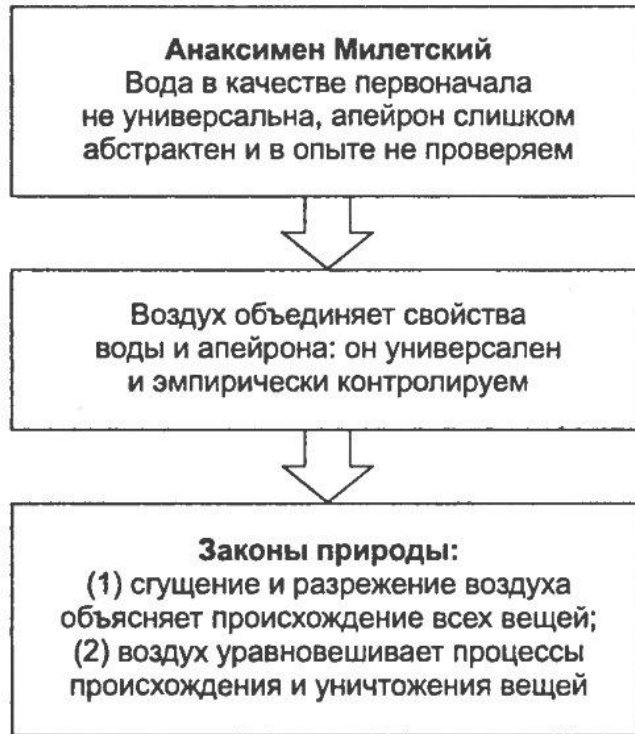 Анаксимен Милетский
Вода в качестве первоначала
не универсальна, апейрон слишком
абстрактен и в опыте не проверяем
Воздух объединяет свойства
воды и апейрона: он универсален
и эмпирически контролируем
Законы природы:
(1) сгущение и разрежение воздуха
объясняет происхождение всех вещей;
(2) воздух уравновешивает процессы
происхождения и уничтожения вещей